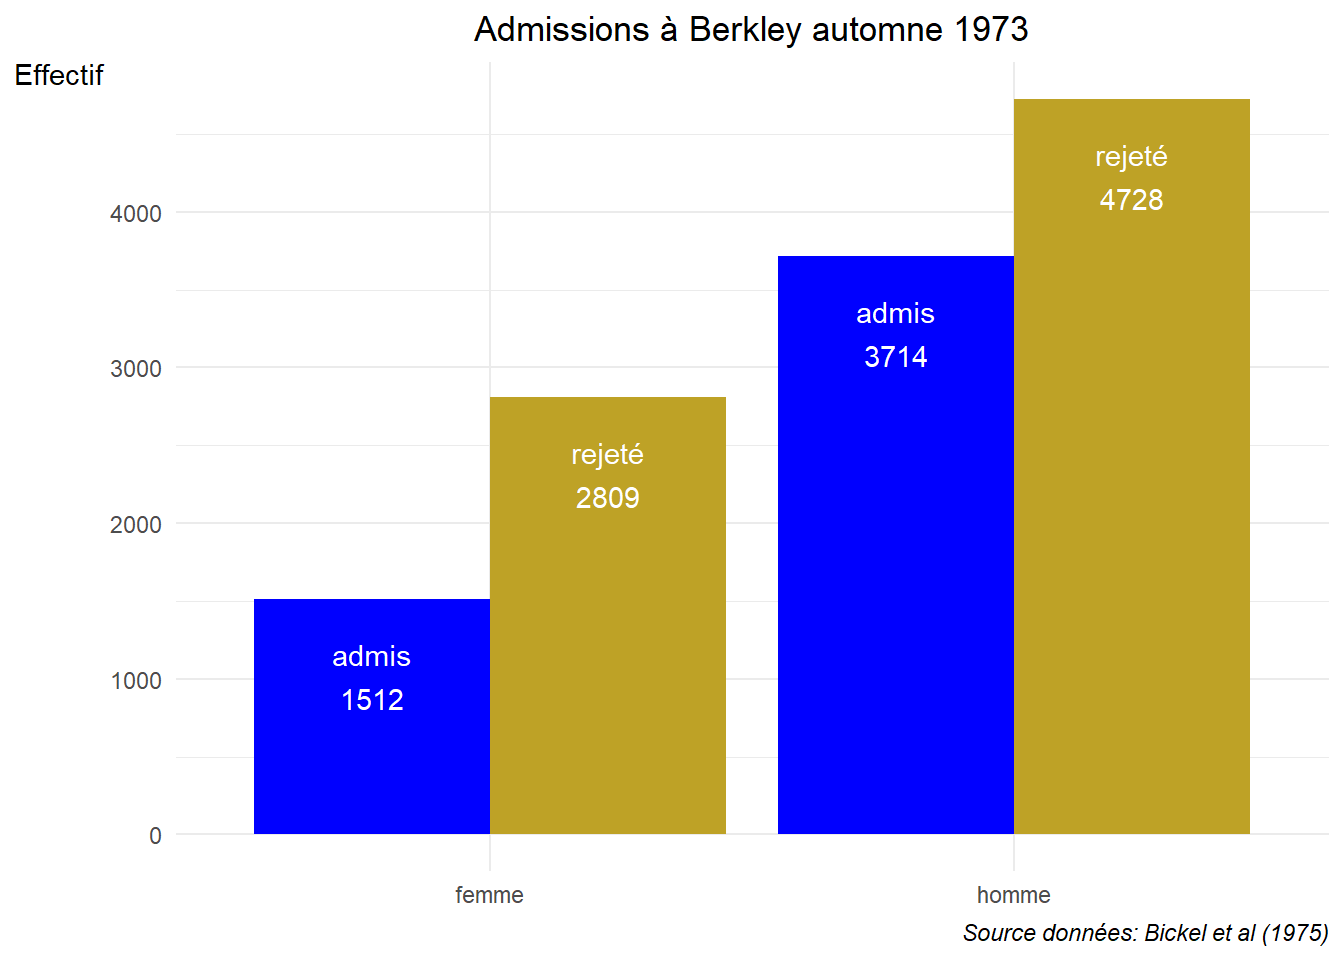 Admissions à Berkley automne 1973
Effectif
4000
3000
2000
1000
0
admis
1512
rejeté
2809
admis
3714
rejeté
4728
femme
homme
Source données: Bickel et al (1975)